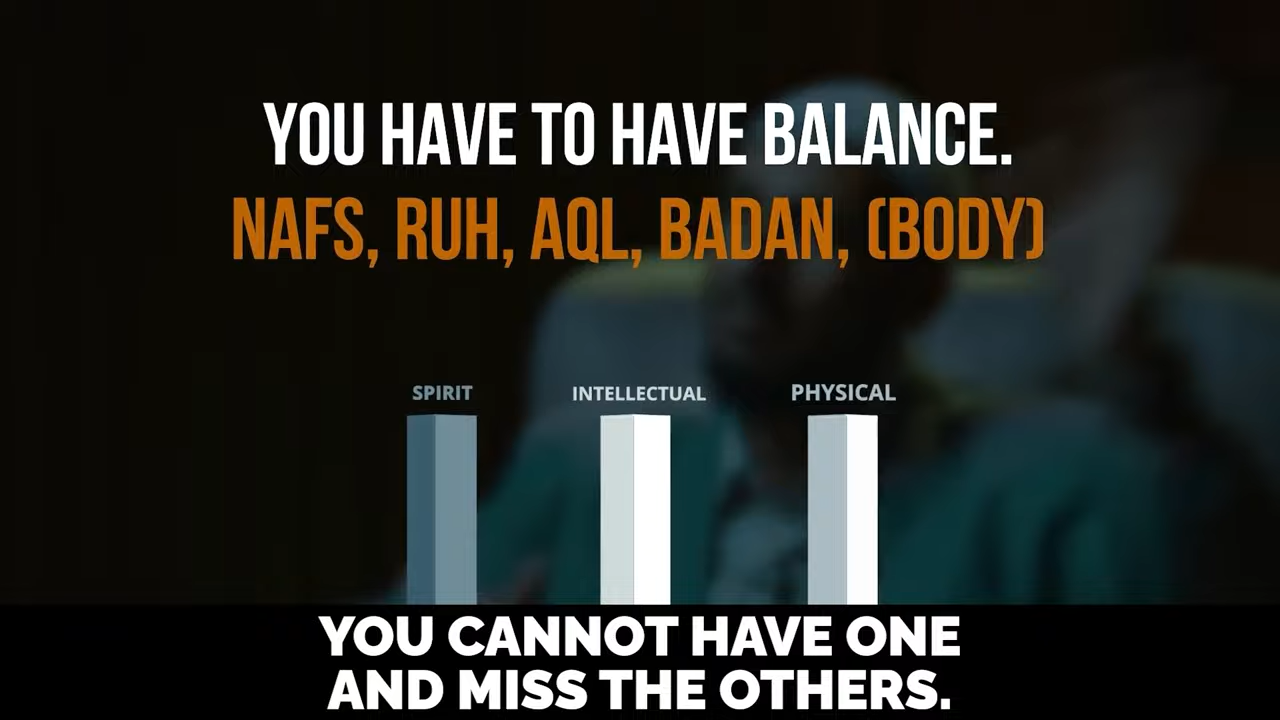 YOU HAVE TO HAVE BALANCE.
NAFS, RUH, AQL, BADAN, (BODY)
SPIRIT INTELLECTUAL PHYSICAL
YOU CANNOT HAVE ONE
AND MISS THE OTHERS.